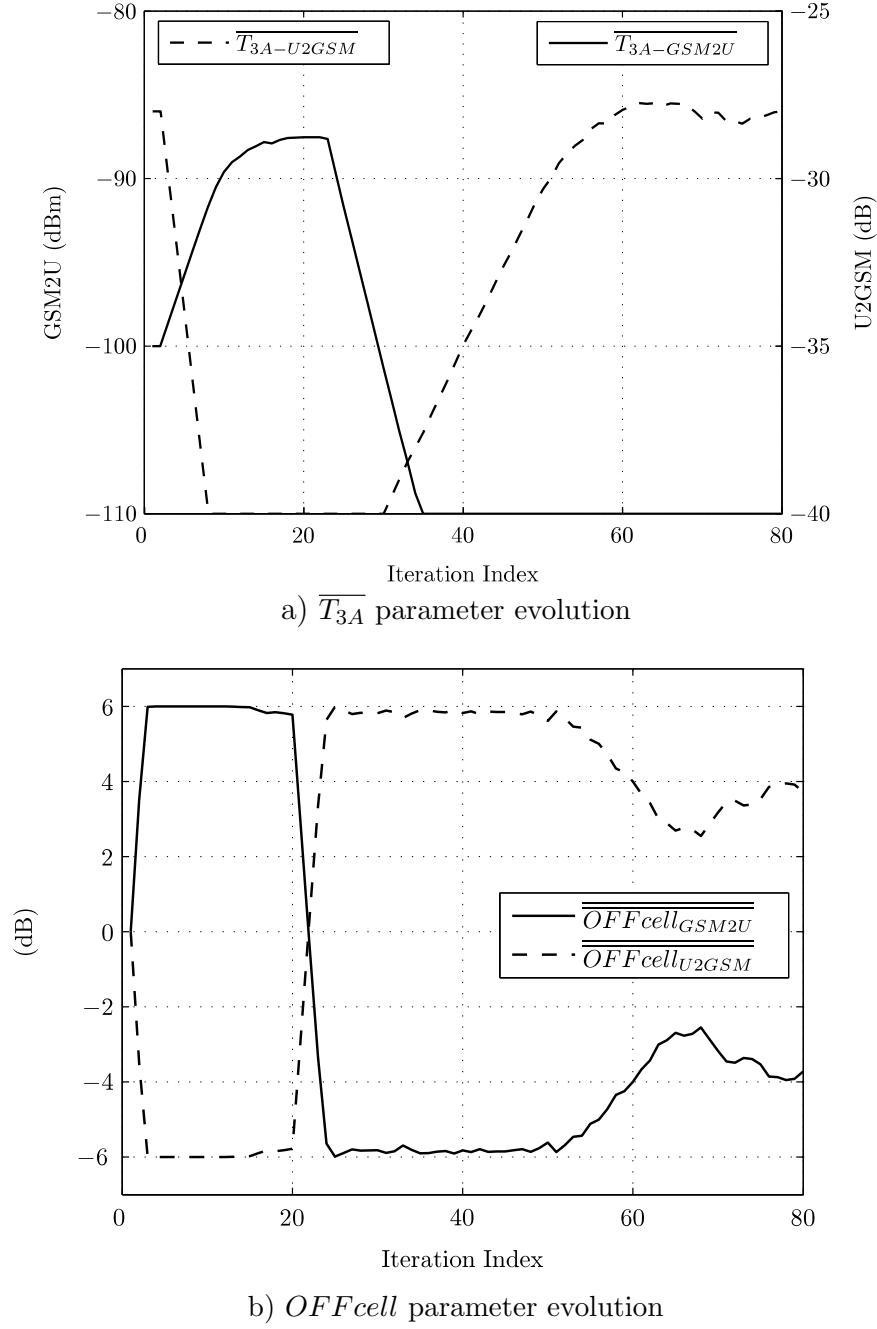 −80
−25
T3A−U2GSM
T3A−GSM2U
−90
−30
GSM2U (dBm)
U2GSM (dB)
−100
−35
−110
−40
0 20 40 60 80
Iteration Index
a) T3A parameter evolution
6
4
2
0
−2
−4
−6
(dB)
OFFcellGSM2U
OFFcellU2GSM
0 20 40 60 80
Iteration Index
b) OFFcell parameter evolution